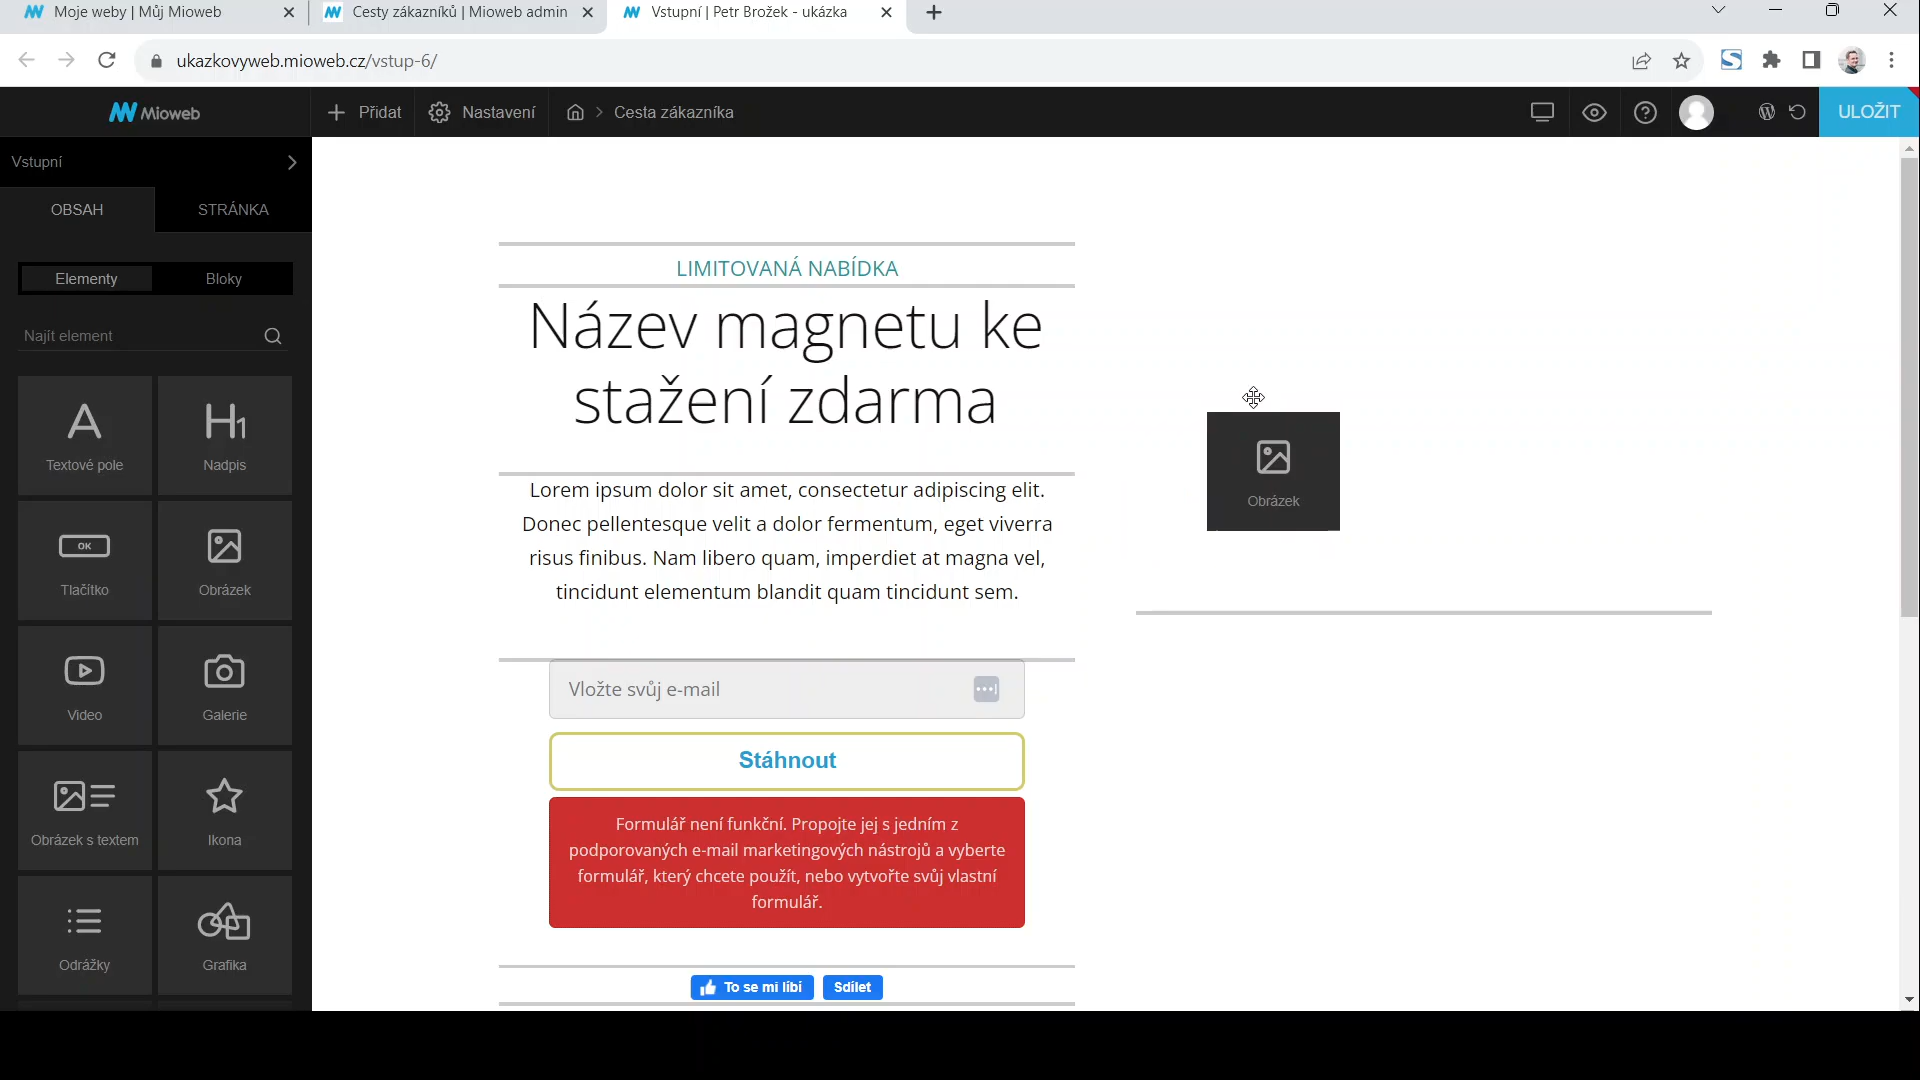 Moje weby | Můj Mioweb
Cesty zákazníků | Mioweb admin
Vstupní | Petr Brožek - ukázka
ukazkovyweb.mioweb.cz/vstup-6/
Mioweb
Přidat
Nastavení
Cesta zákazníka
ULOŽIT
Vstupní
OBSAH
STRÁNKA
Elementy
Bloky
Najít element
Textové pole
Nadpis
OK
Tlačítko
Obrázek
Video
Galerie
Obrázek s textem
Ikona
Odrážky
Grafika
LIMITOVANÁ NABÍDKA
Název magnetu ke
stažení zdarma
Lorem ipsum dolor sit amet, consectetur adipiscing elit.
Donec pellentesque velit a dolor fermentum, eget viverra
risus finibus. Nam libero quam, imperdiet at magna vel,
tincidunt elementum blandit quam tincidunt sem.
Vložte svůj e-mail
Stáhnout
Formulář není funkční. Propojte jej s jedním z
podporovaných e-mail marketingových nástrojů a vyberte
formulář, který chcete použít, nebo vytvořte svůj vlastní
formulář.
To se mi líbí
Sdílet
Obrázek